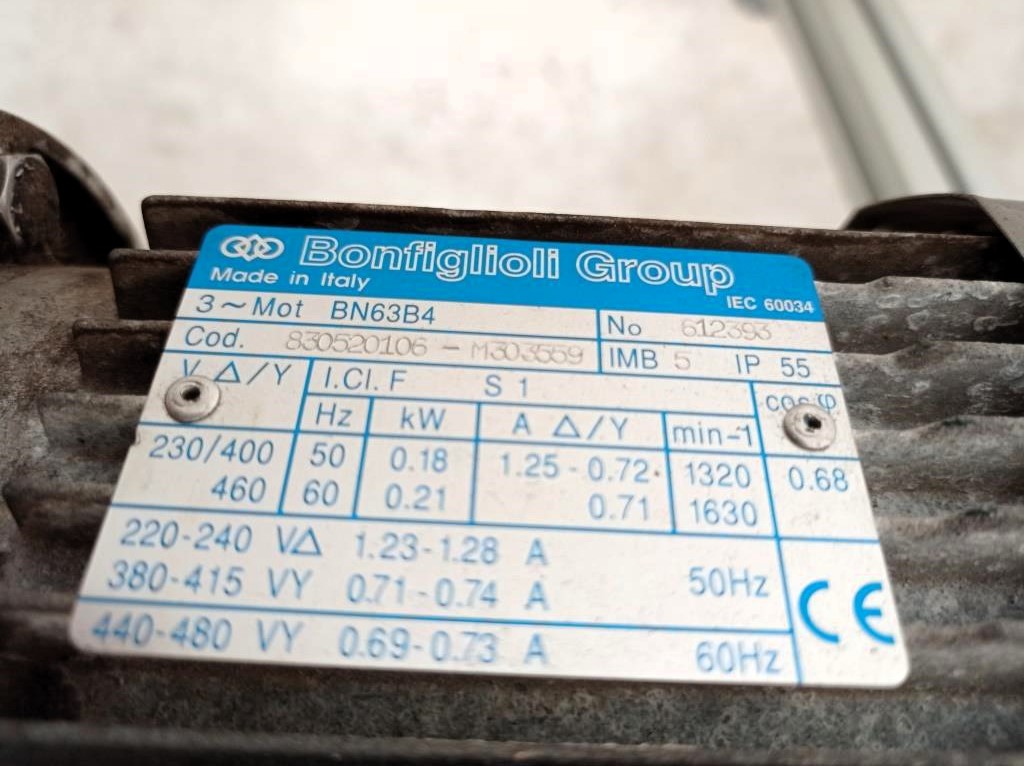 Bonfiglioli Group
Made in Italy
IEC 60034
3~Mot BN63B4
No 612393
Cod. 830520106 - M303559
IMB 5 IP 55
V Δ/Y
I.Cl. F S 1
cos φ
Hz kW A Δ/Y min-1
230/400 50 0.18 1.25 - 0.72 1320 0.68
460 60 0.21 0.71 1630
220-240 VΔ 1.23-1.28 A
380-415 VY 0.71-0.74 A 50Hz
440-480 VY 0.69-0.73 A 60Hz
CE